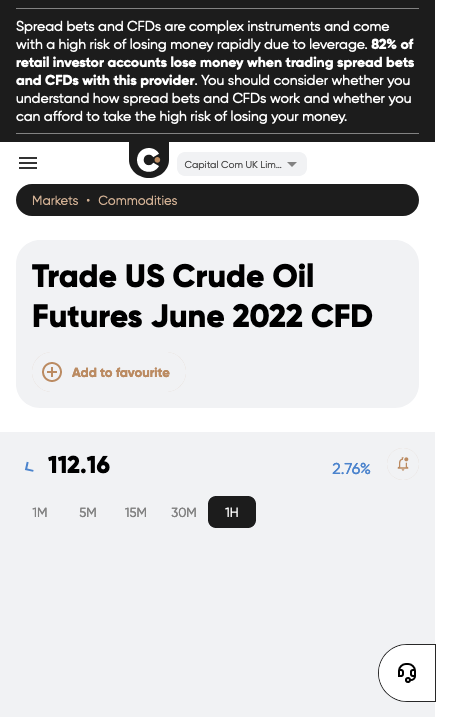 Spread bets and CFDs are complex instruments and come
with a high risk of losing money rapidly due to leverage. 82% of
retail investor accounts lose money when trading spread bets
and CFDs with this provider. You should consider whether you
understand how spread bets and CFDs work and whether you
can afford to take the high risk of losing your money.
Capital Com UK Lim...
Markets • Commodities
Trade US Crude Oil
Futures June 2022 CFD
Add to favourite
112.16
2.76%
1M 5M 15M 30M 1H